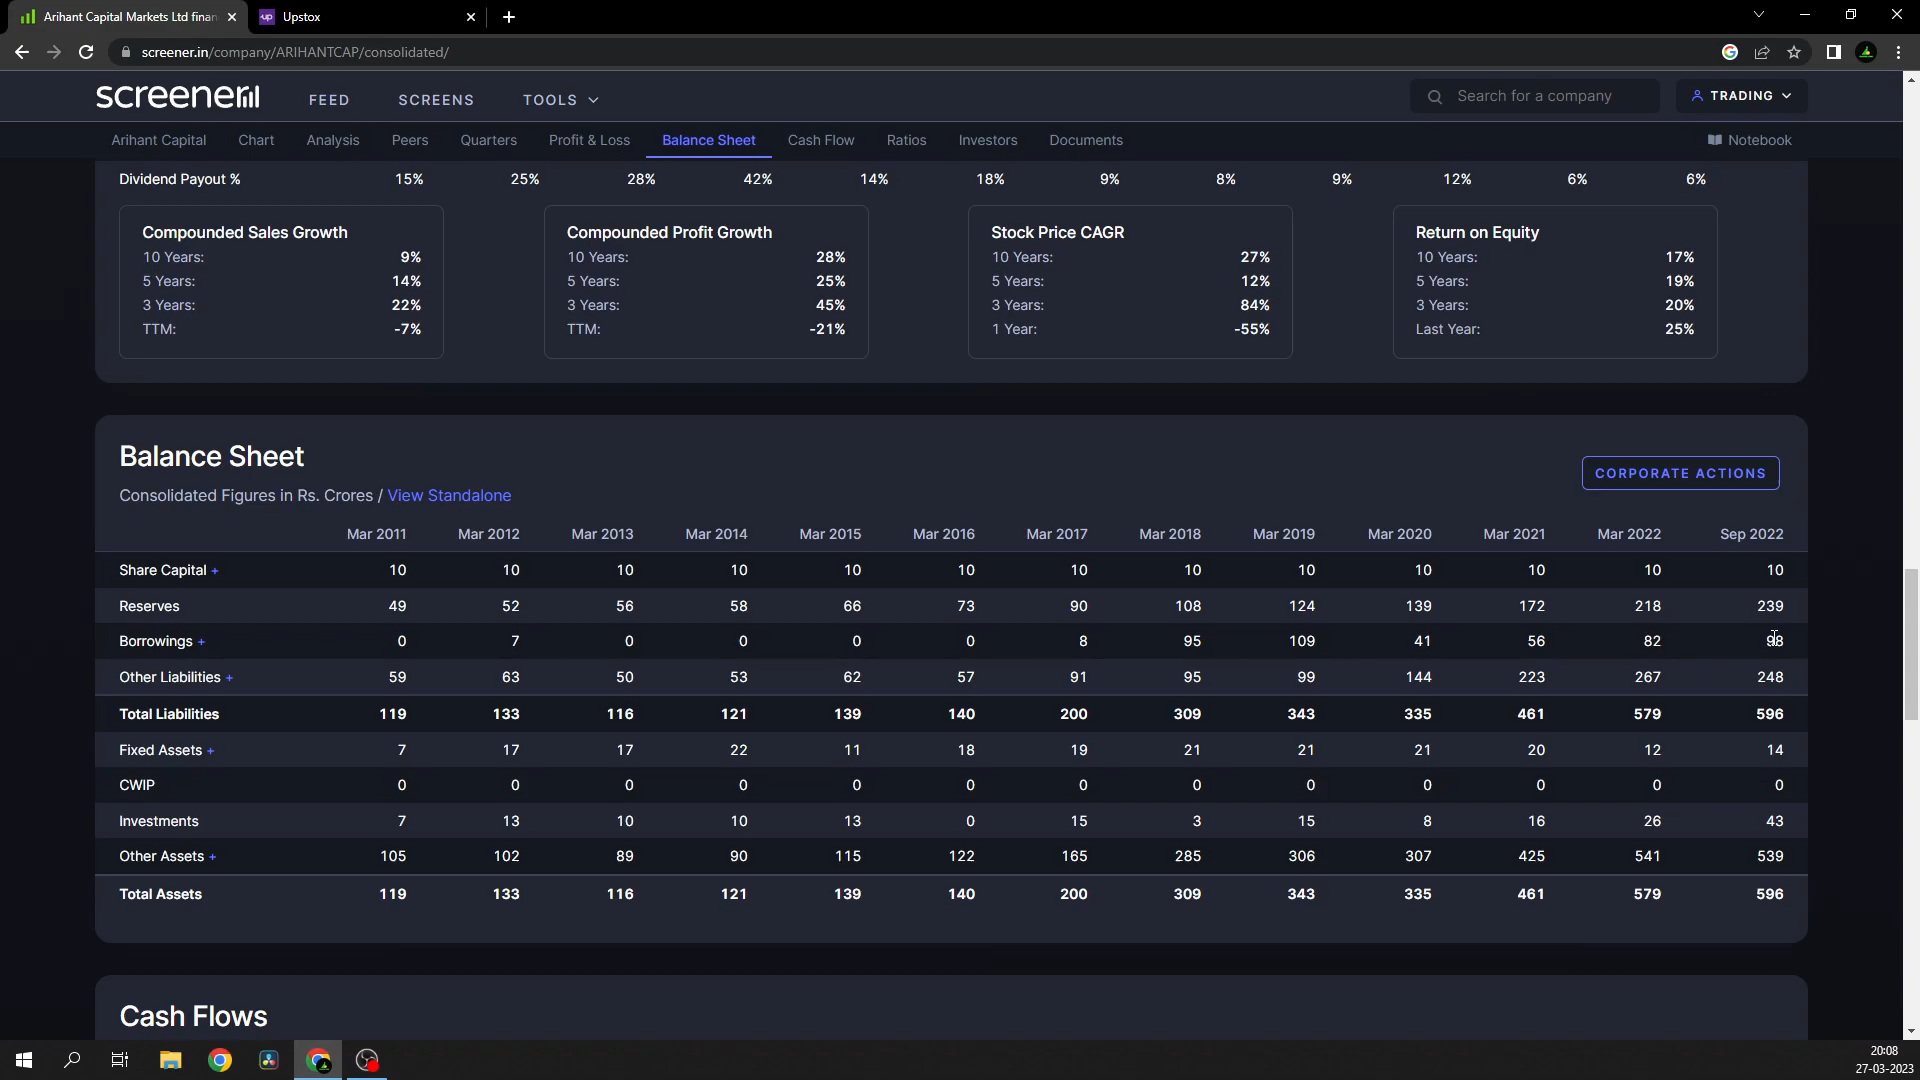 Arihant Capital Markets Ltd finan
Upstox
screener.in/company/ARIHANTCAP/consolidated/
screener
FEED
SCREENS
TOOLS
Search for a company
TRADING
Arihant Capital
Chart
Analysis
Peers
Quarters
Profit & Loss
Balance Sheet
Cash Flow
Ratios
Investors
Documents
Notebook
Dividend Payout % 15% 25% 28% 42% 14% 18% 9% 8% 9% 12% 6% 6%
Compounded Sales Growth
10 Years: 9%
5 Years: 14%
3 Years: 22%
TTM: -7%
Compounded Profit Growth
10 Years: 28%
5 Years: 25%
3 Years: 45%
TTM: -21%
Stock Price CAGR
10 Years: 27%
5 Years: 12%
3 Years: 84%
1 Year: -55%
Return on Equity
10 Years: 17%
5 Years: 19%
3 Years: 20%
Last Year: 25%
Balance Sheet
CORPORATE ACTIONS
Consolidated Figures in Rs. Crores / View Standalone
Mar 2011 Mar 2012 Mar 2013 Mar 2014 Mar 2015 Mar 2016 Mar 2017 Mar 2018 Mar 2019 Mar 2020 Mar 2021 Mar 2022 Sep 2022
Share Capital + 10 10 10 10 10 10 10 10 10 10 10 10 10
Reserves 49 52 56 58 66 73 90 108 124 139 172 218 239
Borrowings + 0 7 0 0 0 0 8 95 109 41 56 82 98
Other Liabilities + 59 63 50 53 62 57 91 95 99 144 223 267 248
Total Liabilities 119 133 116 121 139 140 200 309 343 335 461 579 596
Fixed Assets + 7 17 17 22 11 18 19 21 21 21 20 12 14
CWIP 0 0 0 0 0 0 0 0 0 0 0 0 0
Investments 7 13 10 10 13 0 15 3 15 8 16 26 43
Other Assets + 105 102 89 90 115 122 165 285 306 307 425 541 539
Total Assets 119 133 116 121 139 140 200 309 343 335 461 579 596
Cash Flows
20:08
27-03-2023